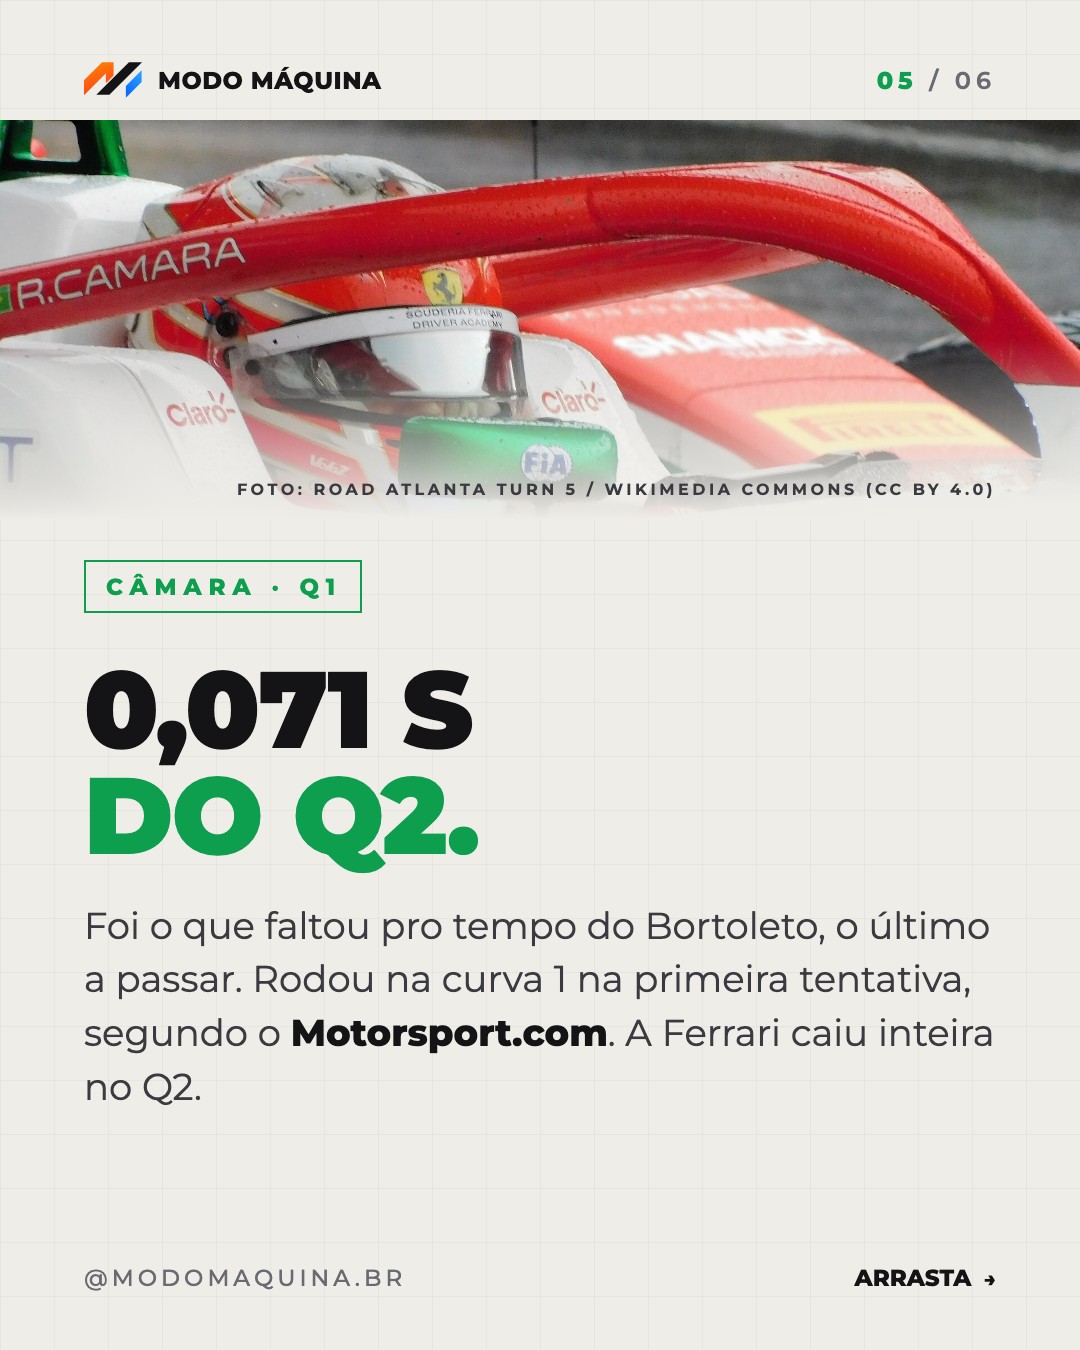 MODO MÁQUINA
05 / 06
R.CAMARA
SCUDERIA FERRARI
DRIVER ACADEMY
SHAMICK
Claro-
Claro-
PIRELLI
FIA
FOTO: ROAD ATLANTA TURN 5 / WIKIMEDIA COMMONS (CC BY 4.0)
CÂMARA · Q1
0,071 S
DO Q2.
Foi o que faltou pro tempo do Bortoleto, o último
a passar. Rodou na curva 1 na primeira tentativa,
segundo o Motorsport.com. A Ferrari caiu inteira
no Q2.
@MODOMAQUINA.BR
ARRASTA →